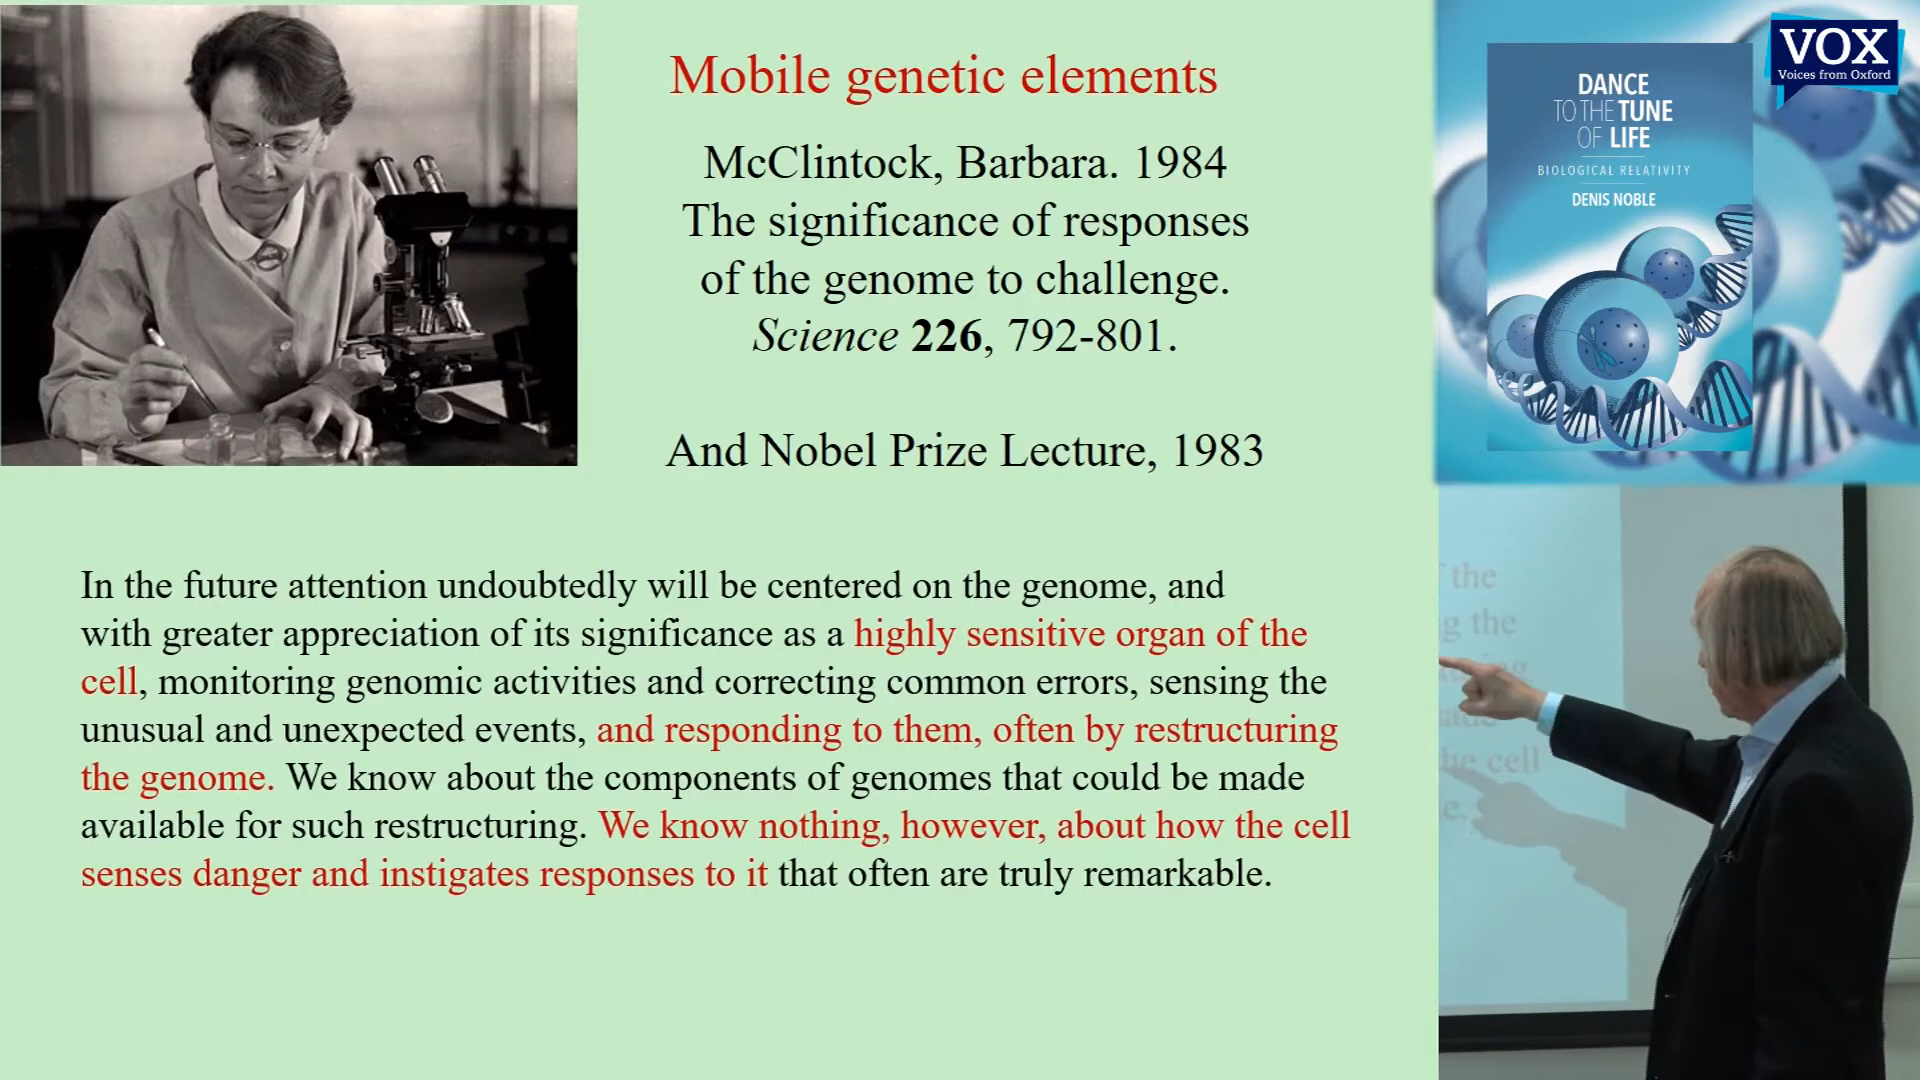 Mobile genetic elements
McClintock, Barbara. 1984
The significance of responses
of the genome to challenge.
Science 226, 792-801.
And Nobel Prize Lecture, 1983
In the future attention undoubtedly will be centered on the genome, and
with greater appreciation of its significance as a highly sensitive organ of the
cell, monitoring genomic activities and correcting common errors, sensing the
unusual and unexpected events, and responding to them, often by restructuring
the genome. We know about the components of genomes that could be made
available for such restructuring. We know nothing, however, about how the cell
senses danger and instigates responses to it that often are truly remarkable.
VOX
Voices from Oxford
DANCE
TO THE TUNE
OF LIFE
BIOLOGICAL RELATIVITY
DENIS NOBLE
the
the
cell